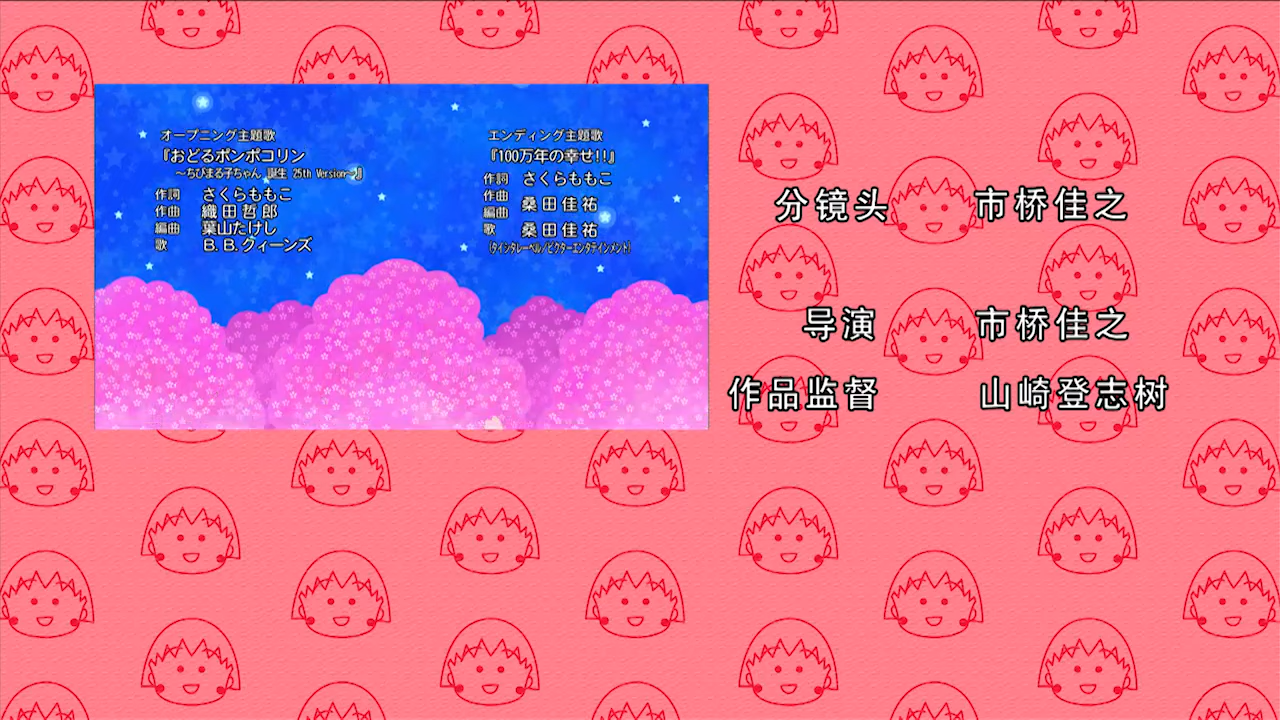 オープニング主題歌
『おどるポンポコリン
～ちびまる子ちゃん 誕生 25th Version～』
作詞 さくらももこ
作曲 織田哲郎
編曲 葉山たけし
歌 B.B.クィーンズ
エンディング主題歌
『100万年の幸せ!!』
作詞 さくらももこ
作曲 桑田佳祐
編曲
歌 桑田佳祐
(タイシタレーベル/ビクターエンタテインメント)
分镜头 市桥佳之
导演 市桥佳之
作品监督 山崎登志树